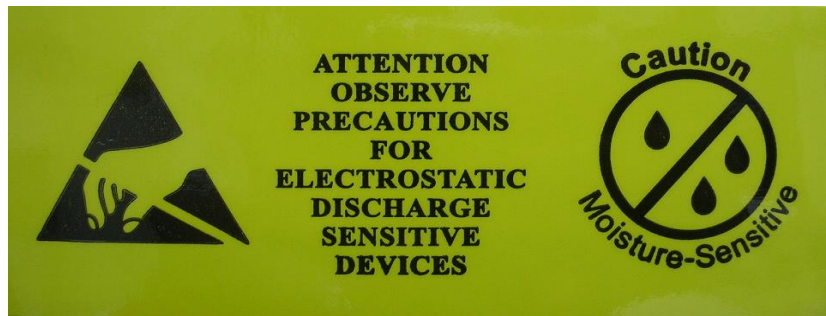 ATTENTION
OBSERVE
PRECAUTIONS
FOR
ELECTROSTATIC
DISCHARGE
SENSITIVE
DEVICES
Caution
Moisture-Sensitive